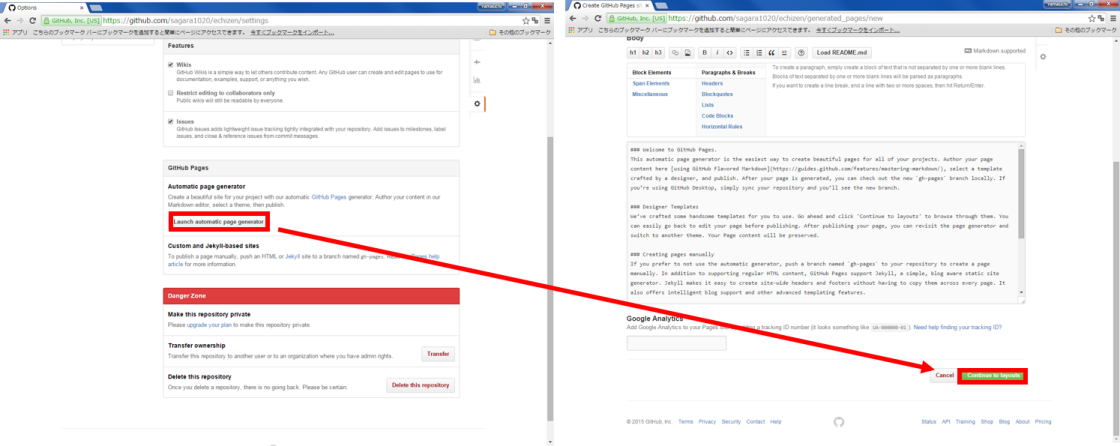 Options
GitHub, Inc. [US] https://github.com/sagara1020/echizen/settings
アプリ こちらのブックマーク バーにブックマークを追加すると簡単にページにアクセスできます。 今すぐブックマークをインポート... その他のブックマーク
Features
Wikis
GitHub Wikis is a simple way to let others contribute content. Any GitHub user can create and edit pages to use for
documentation, examples, support, or anything you wish.
Restrict editing to collaborators only
Public wikis will still be readable by everyone.
Issues
GitHub Issues adds lightweight issue tracking tightly integrated with your repository. Add issues to milestones, label
issues, and close & reference issues from commit messages.
GitHub Pages
Automatic page generator
Create a beautiful site for your project with our automatic GitHub Pages generator. Author your content in our
Markdown editor, select a theme, then publish.
Launch automatic page generator
Custom and Jekyll-based sites
To publish a page manually, push an HTML or Jekyll site to a branch named gh-pages. Pages help
article for more information.
Danger Zone
Make this repository private
Please upgrade your plan to make this repository private.
Transfer ownership
Transfer this repository to another user or to an organization where you have admin rights.
Transfer
Delete this repository
Once you delete a repository, there is no going back. Please be certain.
Delete this repository
Create GitHub Pages
GitHub, Inc. [US] https://github.com/sagara1020/echizen/generated_pages/new
アプリ こちらのブックマーク バーにブックマークを追加すると簡単にページにアクセスできます。 今すぐブックマークをインポート... その他のブックマーク
Body
h1 h2 h3 B i <> Load README.md Markdown supported
Block Elements
Span Elements
Miscellaneous
Paragraphs & Breaks
Headers
Blockquotes
Lists
Code Blocks
Horizontal Rules
To create a paragraph, simply create a block of text that is not separated by one or more blank lines.
Blocks of text separated by one or more blank lines will be parsed as paragraphs.
If you want to create a line break, end a line with two or more spaces, then hit Return/Enter.
### Welcome to GitHub Pages.
This automatic page generator is the easiest way to create beautiful pages for all of your projects. Author your page
content here [using GitHub Flavored Markdown](https://guides.github.com/features/mastering-markdown/), select a template
crafted by a designer, and publish. After your page is generated, you can check out the new `gh-pages` branch locally. If
you're using GitHub Desktop, simply sync your repository and you'll see the new branch.
### Designer Templates
We've crafted some handsome templates for you to use. Go ahead and click 'Continue to layouts' to browse through them. You
can easily go back to edit your page before publishing. After publishing your page, you can revisit the page generator and
switch to another theme. Your Page content will be preserved.
### Creating pages manually
If you prefer to not use the automatic generator, push a branch named `gh-pages` to your repository to create a page
manually. In addition to supporting regular HTML content, GitHub Pages support Jekyll, a simple, blog aware static site
generator. Jekyll makes it easy to create site-wide headers and footers without having to copy them across every page. It
also offers intelligent blog support and other advanced templating features.
Google Analytics
Add Google Analytics to your Pages a tracking ID number (it looks something like UA-000000-01). Need help finding your tracking ID?
Cancel
Continue to layouts
© 2015 GitHub, Inc. Terms Privacy Security Contact Help Status API Training Shop Blog About Pricing